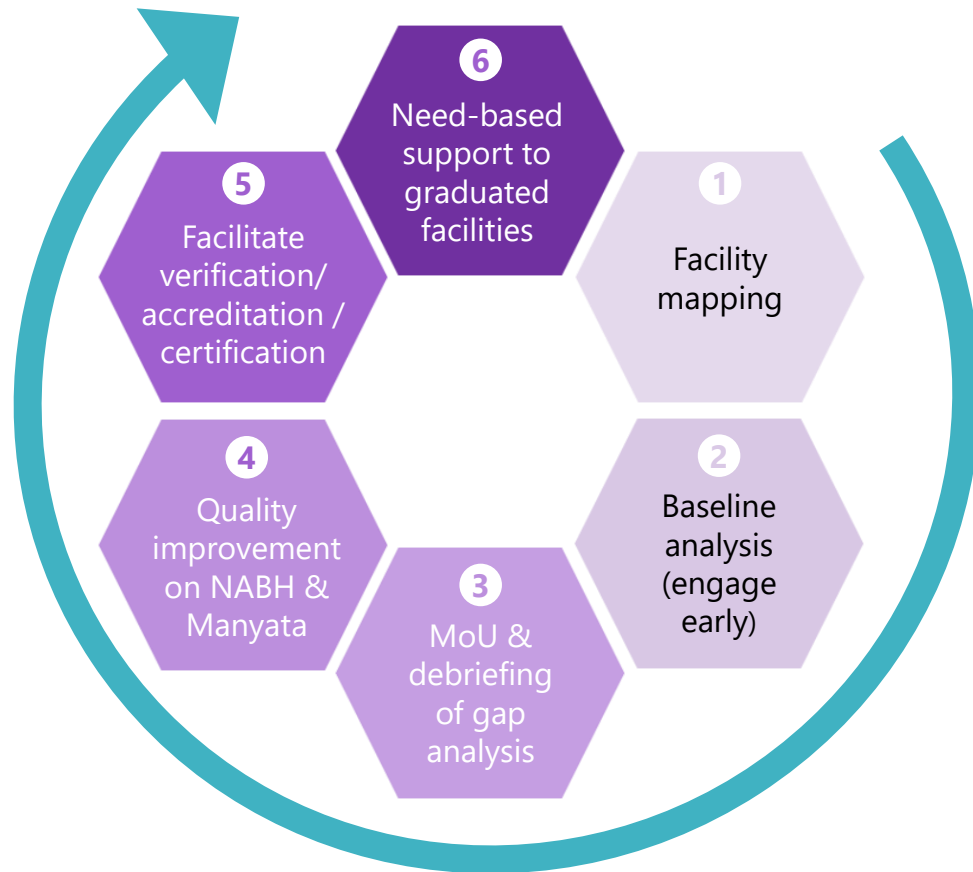 1
Facility
mapping
2
Baseline
analysis
(engage
early)
3
MoU &
debriefing
of gap
analysis
4
Quality
improvement
on NABH &
Manyata
5
Facilitate
verification/
accreditation /
certification
6
Need-based
support to
graduated
facilities